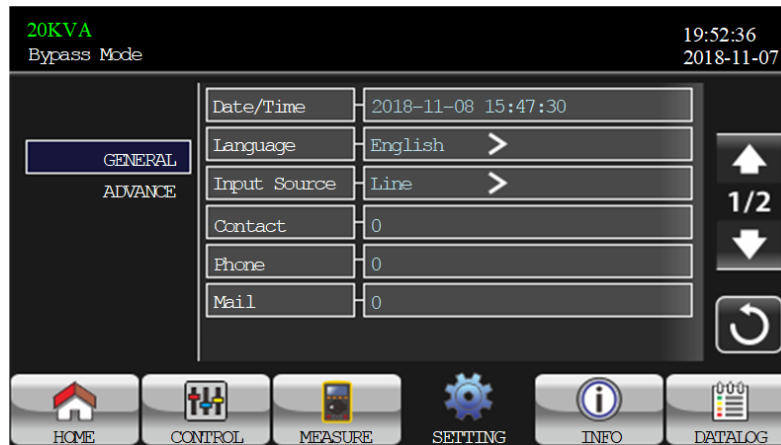 20KVA
19:52:36
Bypass Mode
2018-11-07
Date/Time 2018-11-08 15:47:30
Language English >
GENERAL
Input Source Line >
ADVANCE
1/2
Contact 0
Phone 0
Mail 0
HOME CONTROL MEASURE SETTING INFO DATALOG